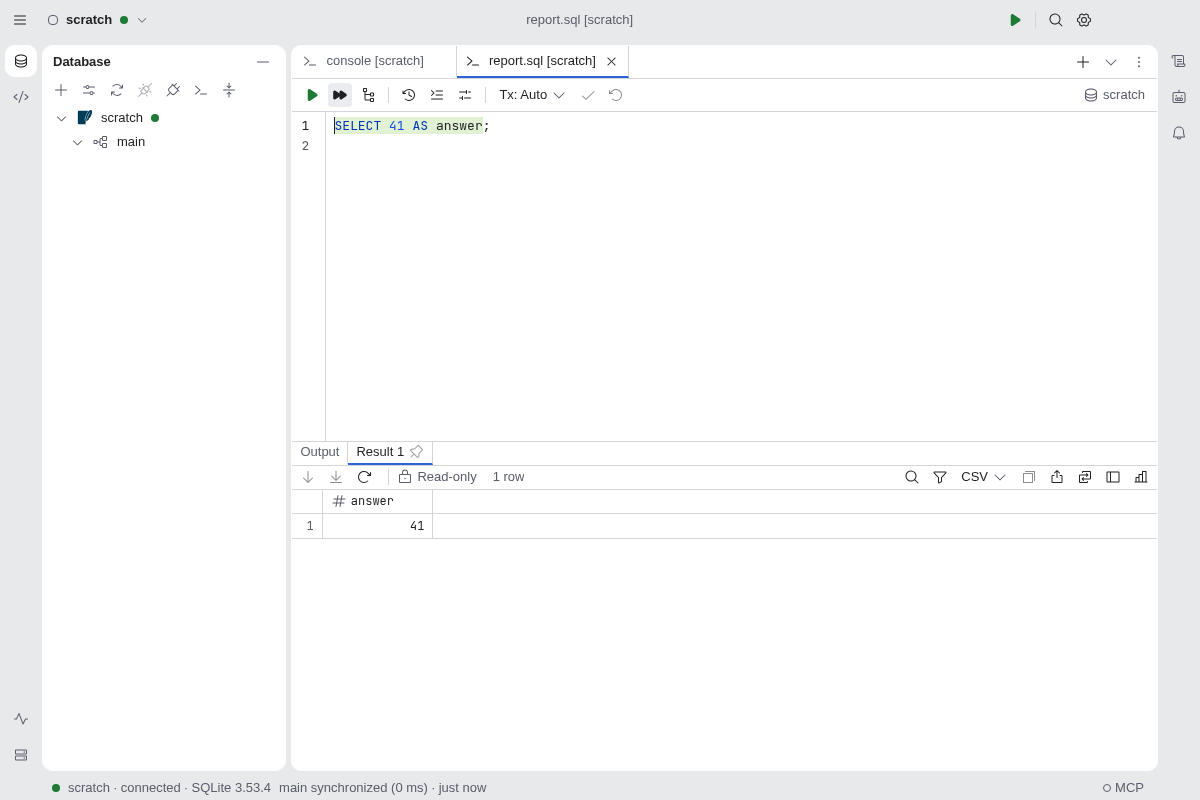 scratch
report.sql [scratch]
Database
console [scratch]
report.sql [scratch]
Tx: Auto
scratch
scratch
main
1 SELECT 41 AS answer;
2
Output
Result 1
Read-only
1 row
CSV
answer
1 41
scratch · connected · SQLite 3.53.4 main synchronized (0 ms) · just now
MCP